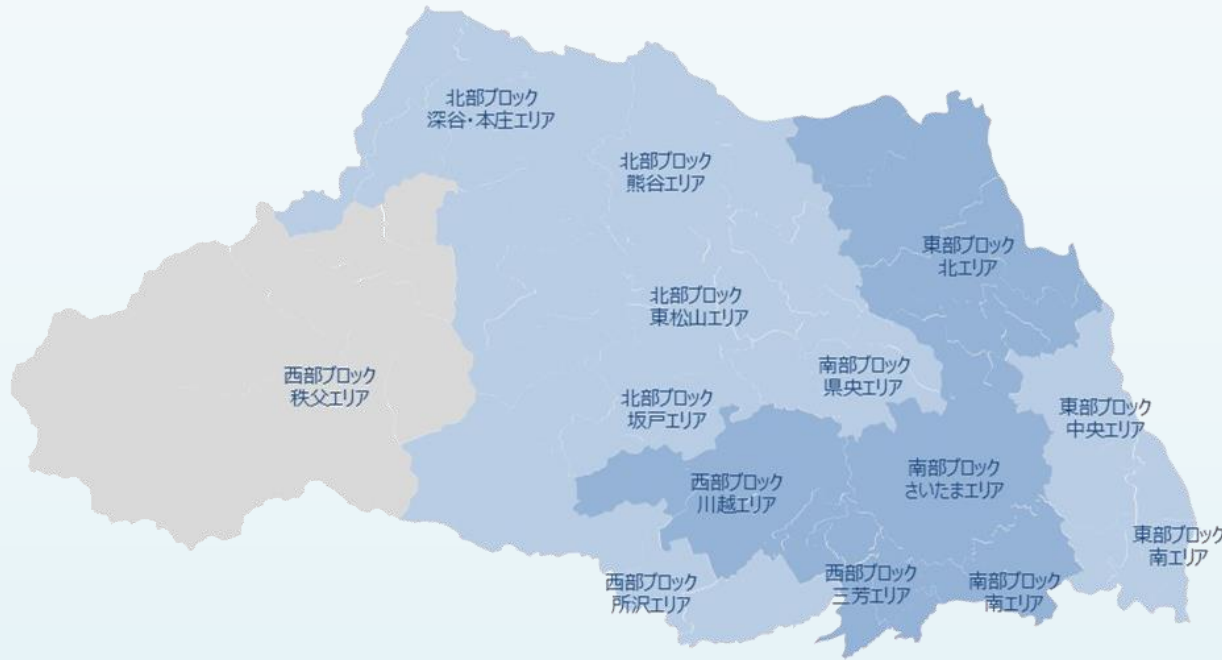 北部ブロック
深谷・本庄エリア
北部ブロック
熊谷エリア
東部ブロック
北エリア
北部ブロック
東松山エリア
西部ブロック
秩父エリア
南部ブロック
県央エリア
北部ブロック
坂戸エリア
東部ブロック
中央エリア
西部ブロック
川越エリア
南部ブロック
さいたまエリア
東部ブロック
南エリア
西部ブロック
所沢エリア
西部ブロック
三芳エリア
南部ブロック
南エリア